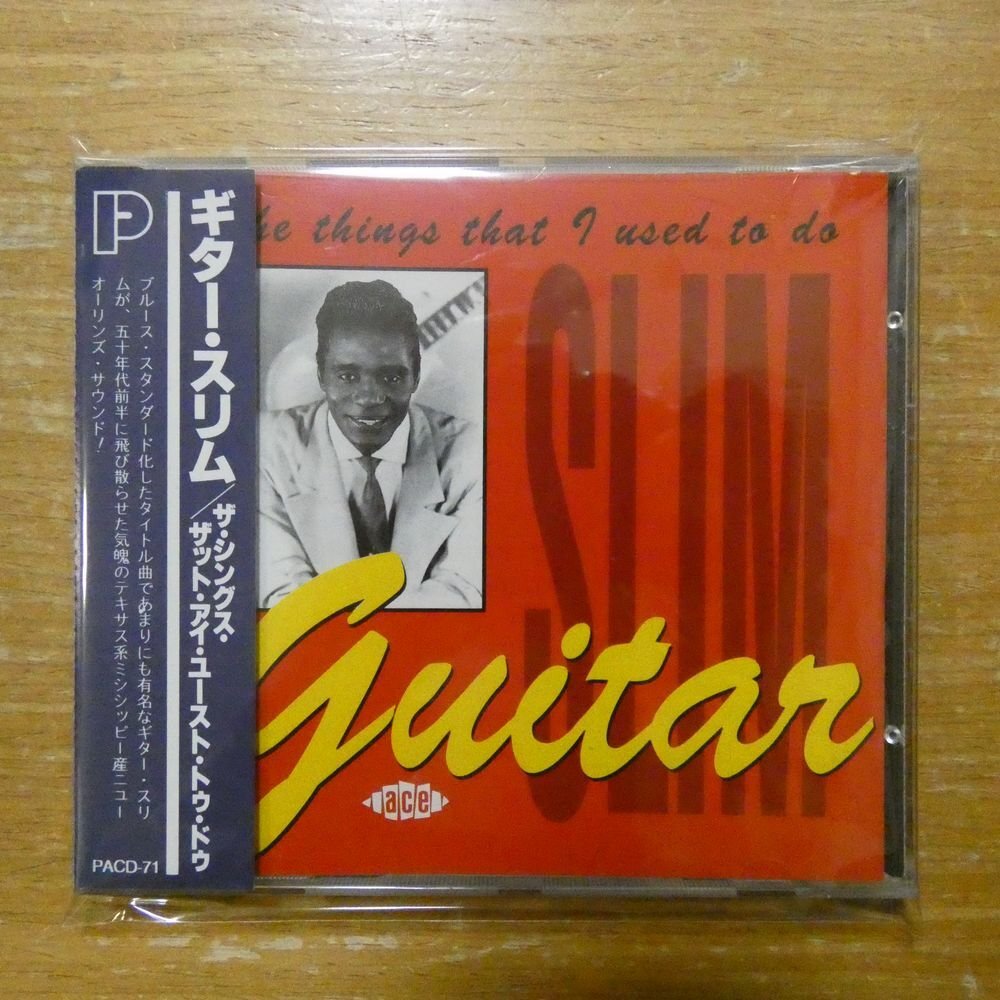 ギター・スリム/ザ・シングス・
ザット・アイ・ユースト・トゥ・ドゥ
ブルース・スタンダード化したタイトル曲であまりにも有名なギター・スリ
ムが、五十年代前半に飛び散らせた気魄のテキサス系ミシシッピー産ニュー
オーリンズ・サウンド!
PACD-71
he things that I used to do
SLIM
Guitar
ace